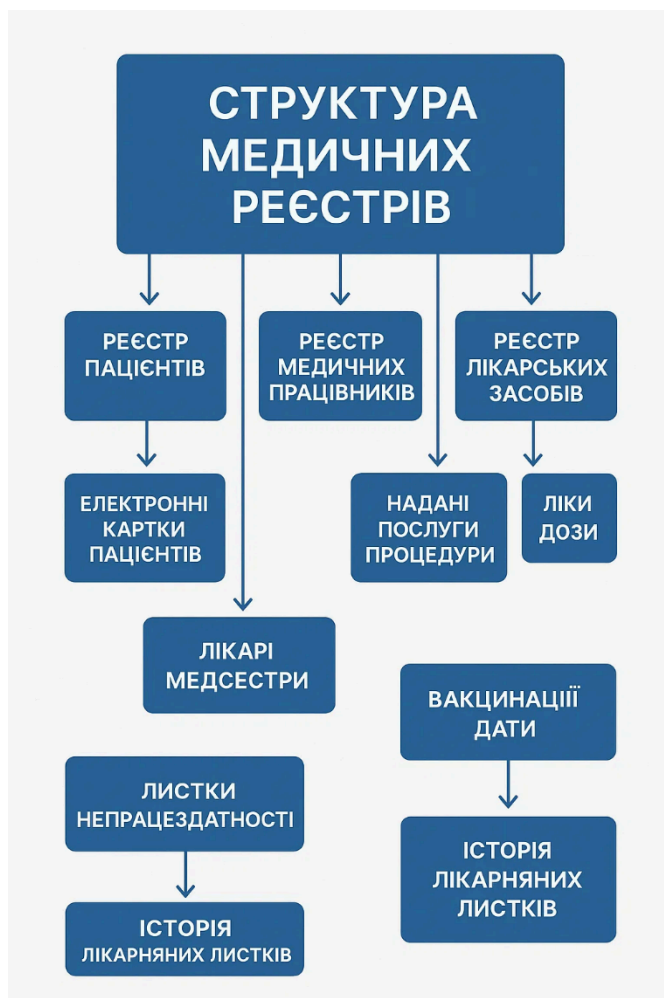 СТРУКТУРА
МЕДИЧНИХ
РЕЄСТРІВ
РЕЄСТР
ПАЦІЄНТІВ
РЕЄСТР
МЕДИЧНИХ
ПРАЦІВНИКІВ
РЕЄСТР
ЛІКАРСЬКИХ
ЗАСОБІВ
ЕЛЕКТРОННІ
КАРТКИ
ПАЦІЄНТІВ
НАДАНІ
ПОСЛУГИ
ПРОЦЕДУРИ
ЛІКИ
ДОЗИ
ЛІКАРІ
МЕДСЕСТРИ
ВАКЦИНАЦІІЇ
ДАТИ
ЛИСТКИ
НЕПРАЦЕЗДАТНОСТІ
ІСТОРІЯ
ЛІКАРНЯНИХ
ЛИСТКІВ
ІСТОРІЯ
ЛІКАРНЯНИХ ЛИСТКІВ